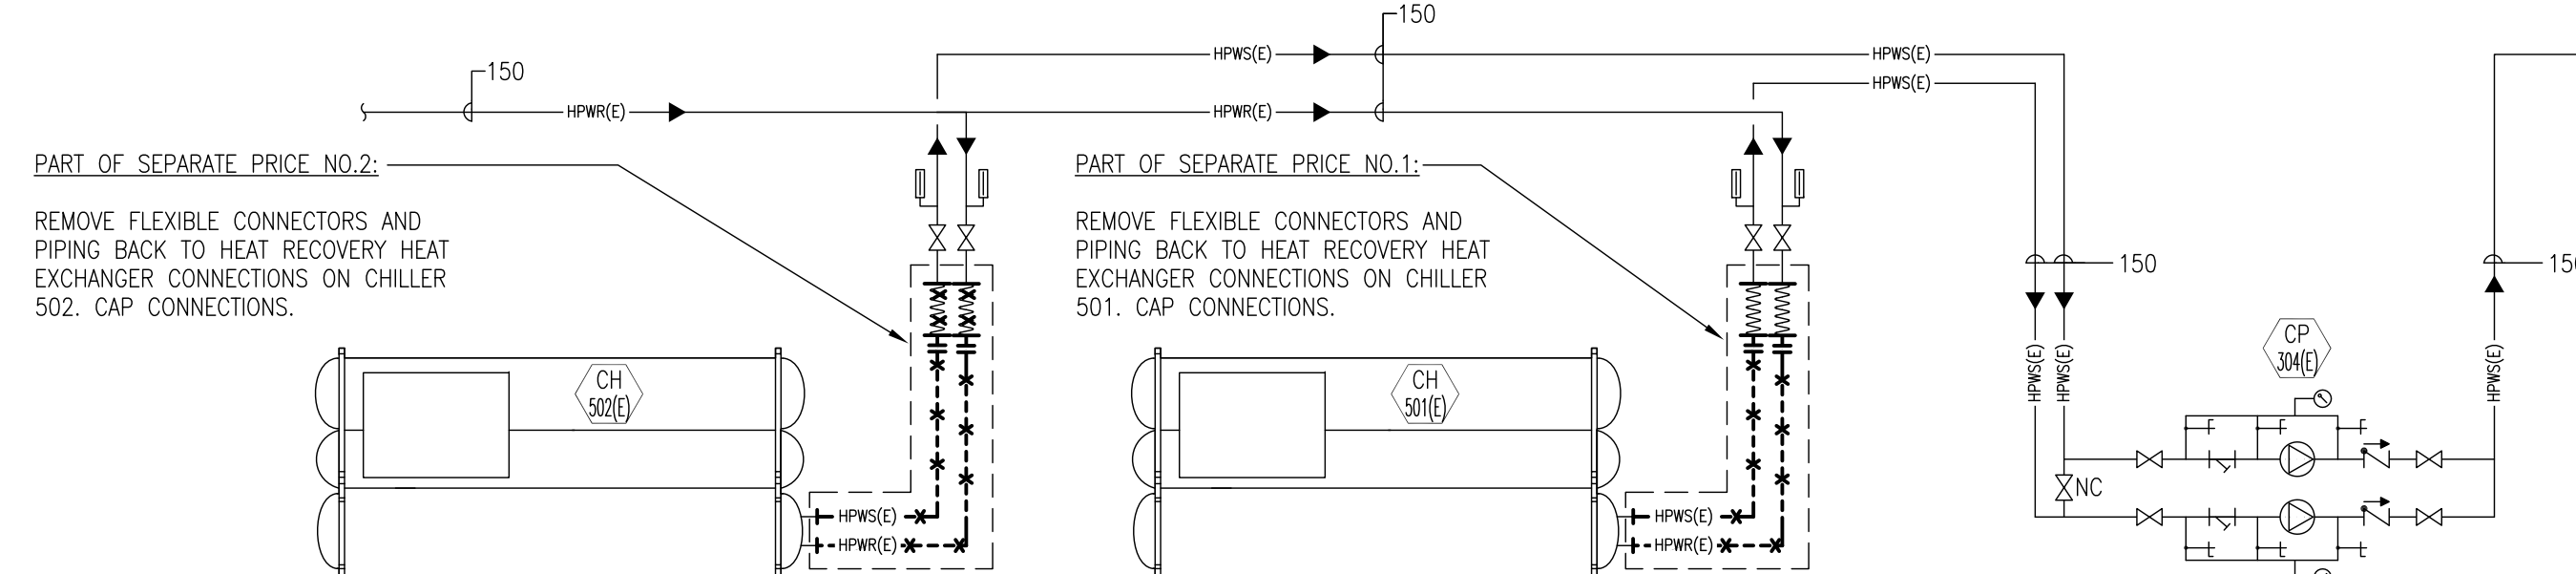 150
HPWS(E)
HPWS(E)
150
HPWS(E)
HPWR(E)
HPWR(E)
PART OF SEPARATE PRICE NO.2:
REMOVE FLEXIBLE CONNECTORS AND
PIPING BACK TO HEAT RECOVERY HEAT
EXCHANGER CONNECTIONS ON CHILLER
502. CAP CONNECTIONS.
PART OF SEPARATE PRICE NO.1:
REMOVE FLEXIBLE CONNECTORS AND
PIPING BACK TO HEAT RECOVERY HEAT
EXCHANGER CONNECTIONS ON CHILLER
501. CAP CONNECTIONS.
150
CH
502(E)
CH
501(E)
HPWS(E)
HPWS(E)
CP
304(E)
HPWS(E)
NC
HPWS(E)
HPWR(E)
HPWS(E)
HPWR(E)